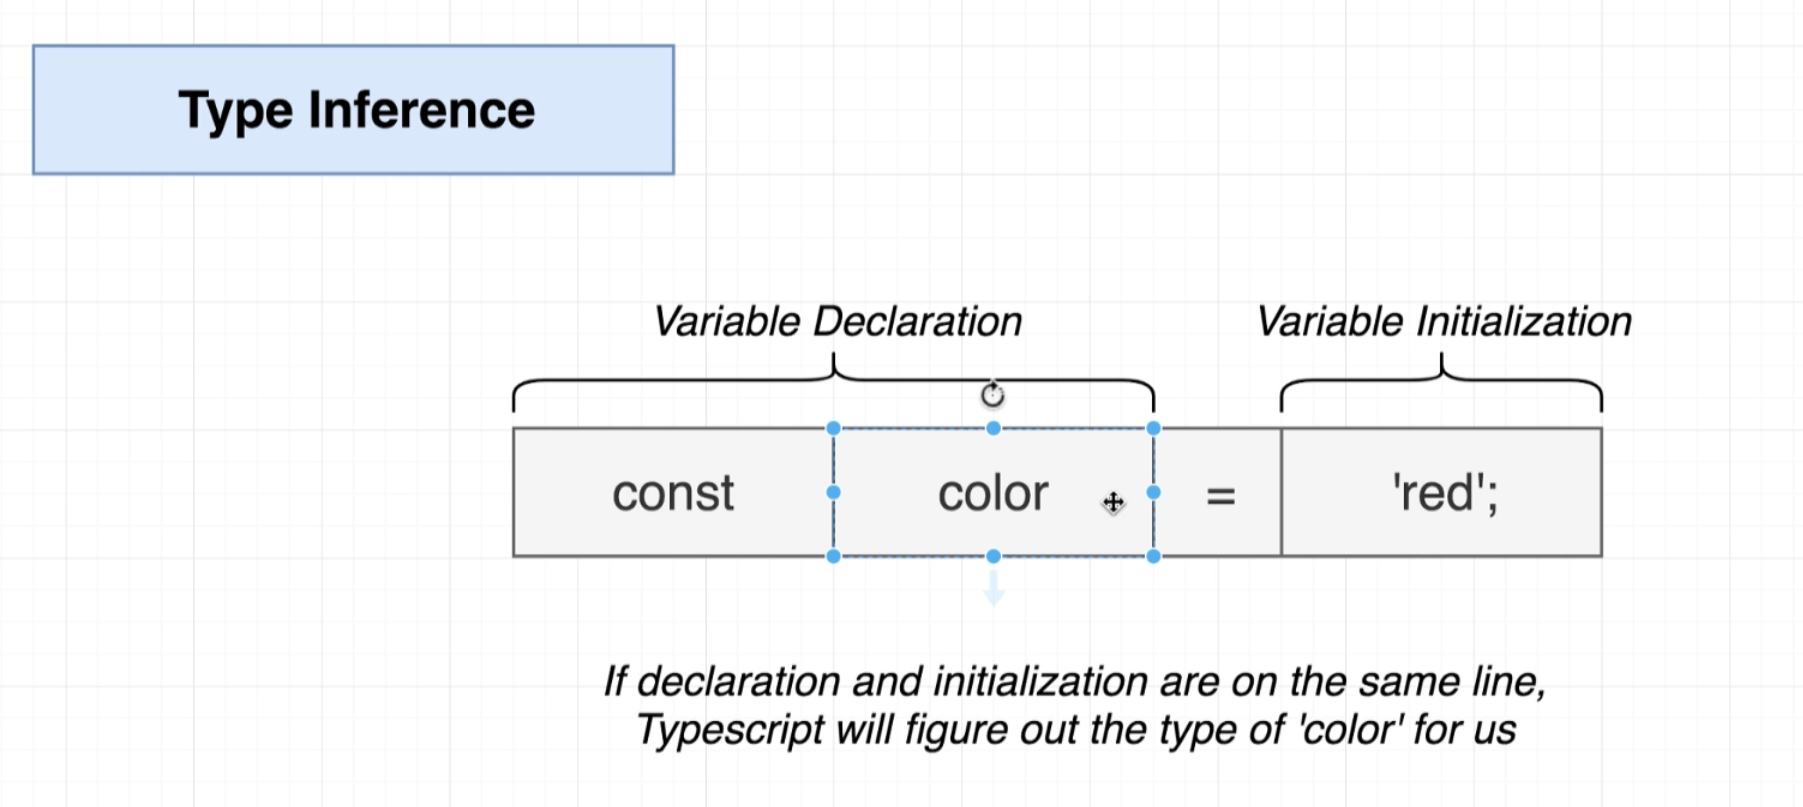 Type Inference
Variable Declaration
Variable Initialization
const color = 'red';
If declaration and initialization are on the same line,
Typescript will figure out the type of 'color' for us